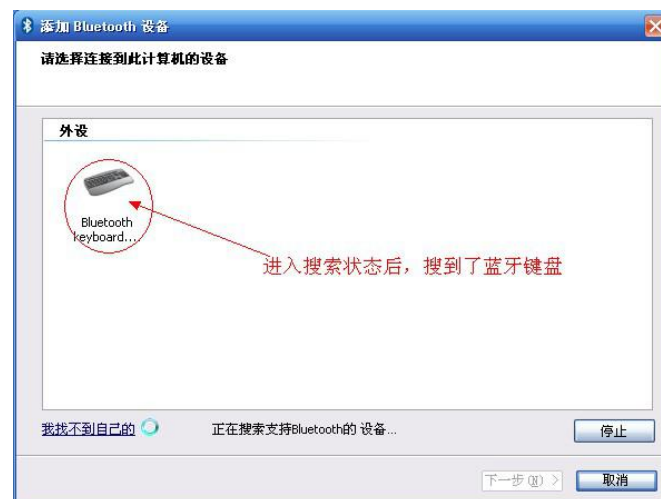 添加 Bluetooth 设备
请选择连接到此计算机的设备
外设
Bluetooth
keyboard....
进入搜索状态后，搜到了蓝牙键盘
我找不到自己的
正在搜索支持Bluetooth的 设备...
停止
下一步(N) >
取消